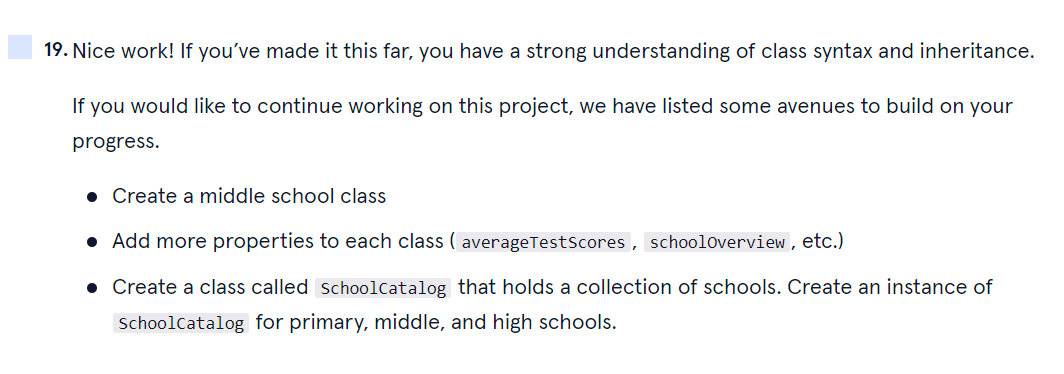 19. Nice work! If you’ve made it this far, you have a strong understanding of class syntax and inheritance.
If you would like to continue working on this project, we have listed some avenues to build on your
progress.
• Create a middle school class
• Add more properties to each class ( averageTestScores , schoolOverview , etc.)
• Create a class called SchoolCatalog that holds a collection of schools. Create an instance of
SchoolCatalog for primary, middle, and high schools.